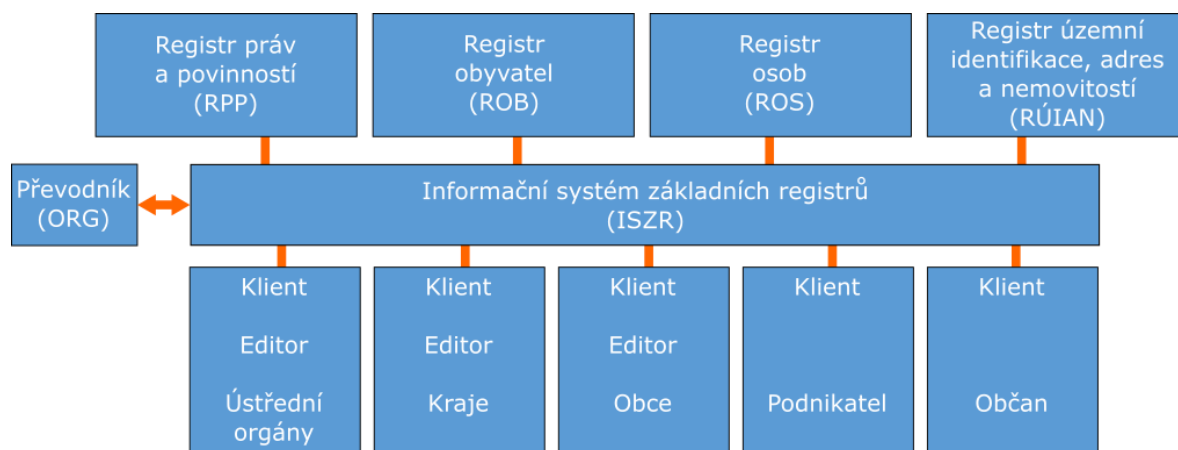 Registr práv
a povinností
(RPP)
Registr
obyvatel
(ROB)
Registr
osob
(ROS)
Registr územní
identifikace, adres
a nemovitostí
(RÚIAN)
Převodník
(ORG)
Informační systém základních registrů
(ISZR)
Klient
Editor
Ústřední
orgány
Klient
Editor
Kraje
Klient
Editor
Obce
Klient
Podnikatel
Klient
Občan